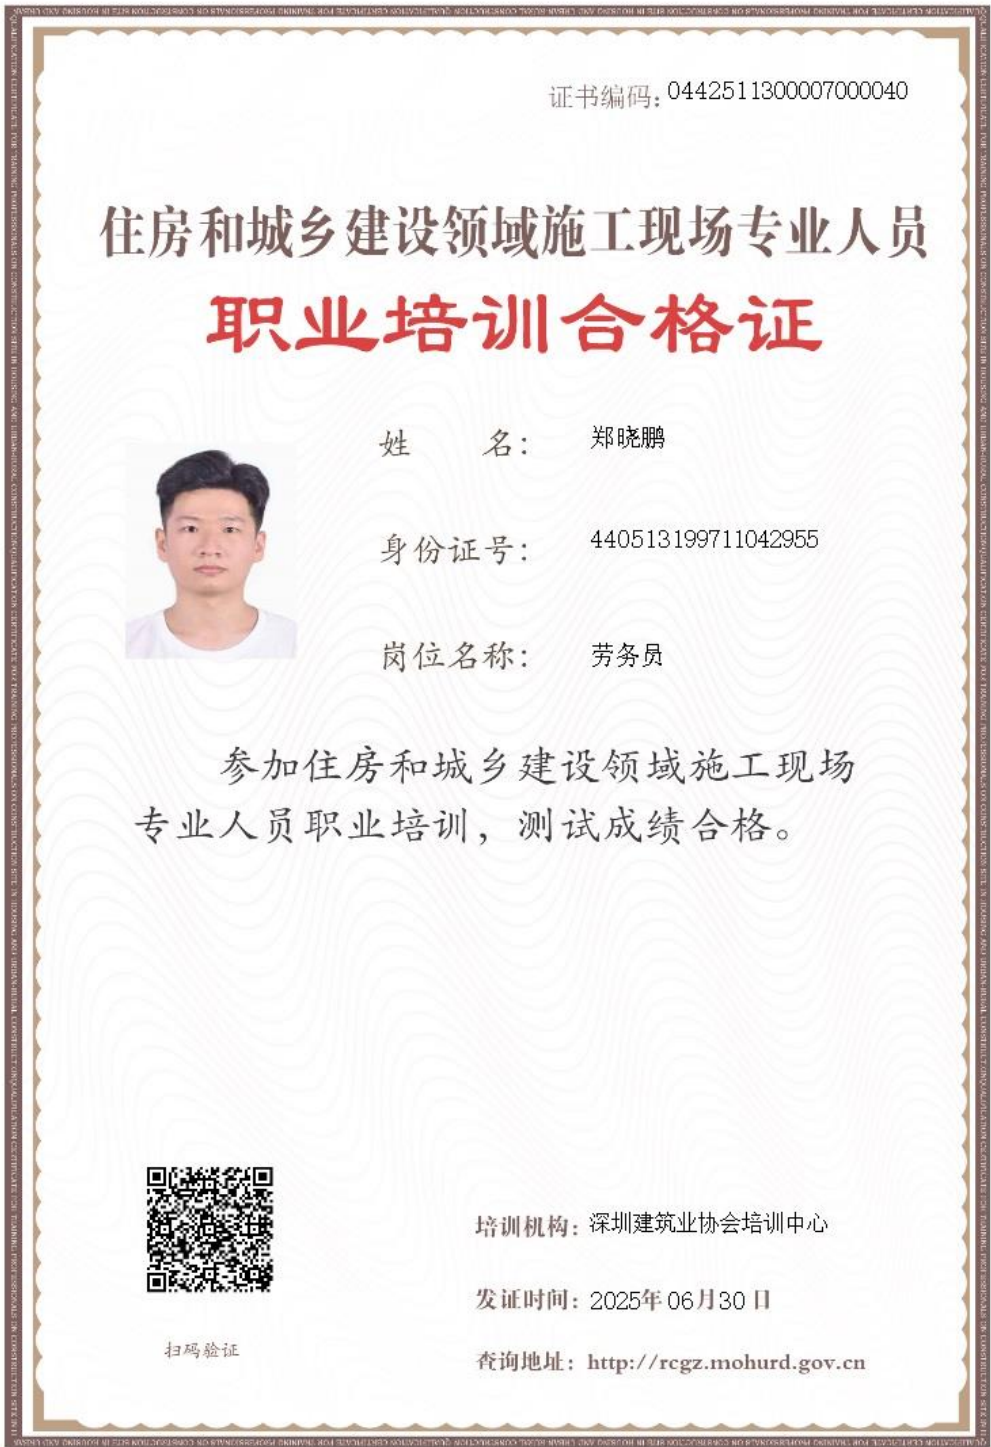 证书编码：0442511300007000040
住房和城乡建设领域施工现场专业人员
职业培训合格证
姓 名： 郑晓鹏
身份证号： 440513199711042955
岗位名称： 劳务员
参加住房和城乡建设领域施工现场
专业人员职业培训，测试成绩合格。
培训机构：深圳建筑业协会培训中心
发证时间：2025年06月30日
扫码验证
查询地址：http://rcgz.mohurd.gov.cn